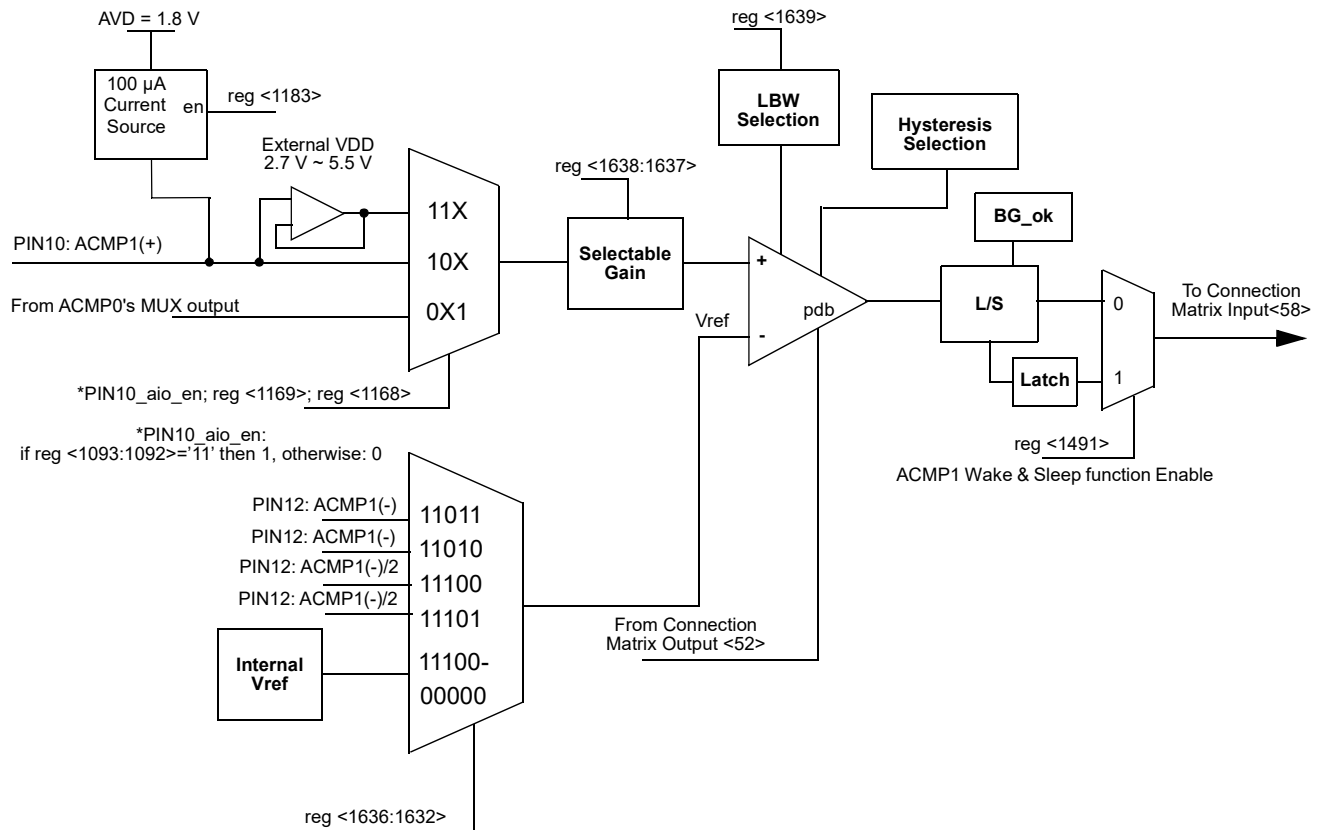 AVD = 1.8 V
reg <1639>
100 µA
Current
Source
en
reg <1183>
LBW
Selection
Hysteresis
Selection
External VDD
2.7 V ~ 5.5 V
reg <1638:1637>
11X
BG_ok
PIN10: ACMP1(+)
10X
Selectable
Gain
+
From ACMP0's MUX output
0X1
Vref
-
pdb
L/S
0
To Connection
Matrix Input<58>
Latch
1
*PIN10_aio_en; reg <1169>; reg <1168>
*PIN10_aio_en:
if reg <1093:1092>='11' then 1, otherwise: 0
reg <1491>
ACMP1 Wake & Sleep function Enable
PIN12: ACMP1(-)
11011
PIN12: ACMP1(-)
11010
PIN12: ACMP1(-)/2
11100
PIN12: ACMP1(-)/2
11101
From Connection
Matrix Output <52>
Internal
Vref
11100-
00000
reg <1636:1632>